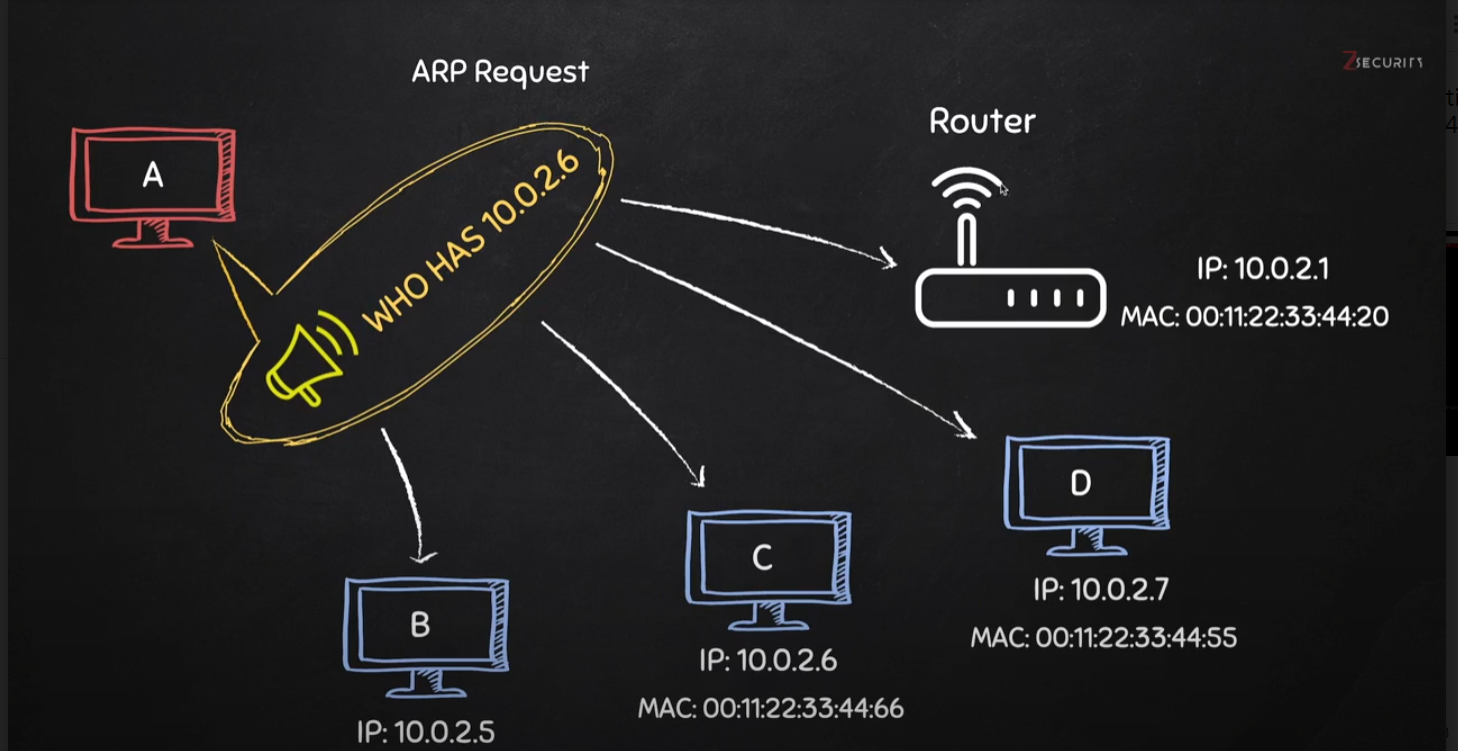 ARP Request
ZSECURITY
Router
A
WHO HAS 10.0.2.6
IP: 10.0.2.1
MAC: 00:11:22:33:44:20
D
IP: 10.0.2.7
MAC: 00:11:22:33:44:55
C
IP: 10.0.2.6
MAC: 00:11:22:33:44:66
B
IP: 10.0.2.5